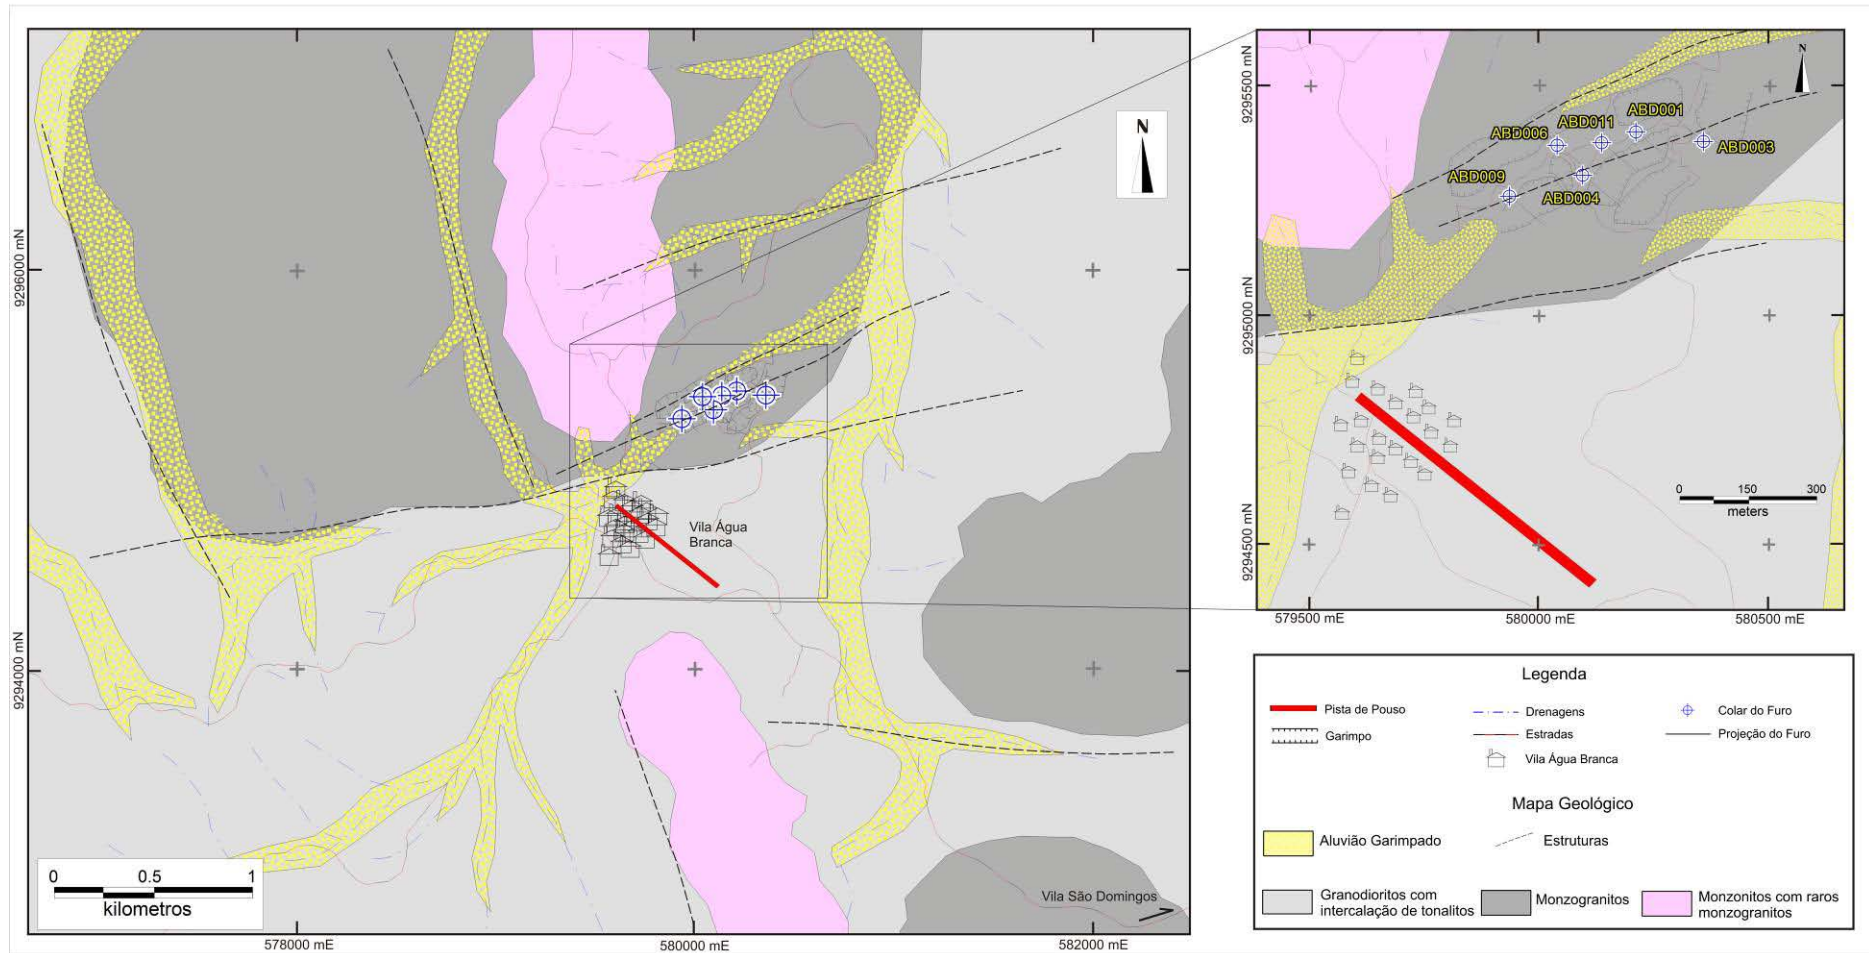 N
9296000 mN
9294000 mN
Vila Água
Branca
Vila São Domingos
0 0.5 1
kilometros
578000 mE 580000 mE 582000 mE
N
9295500 mN
9295000 mN
9294500 mN
ABD001
ABD011
ABD006
ABD003
ABD009
ABD004
0 150 300
meters
579500 mE 580000 mE 580500 mE
Legenda
Pista de Pouso
Drenagens
Colar do Furo
Garimpo
Estradas
Projeção do Furo
Vila Água Branca
Mapa Geológico
Aluvião Garimpado
Estruturas
Granodioritos com
intercalação de tonalitos
Monzogranitos
Monzonitos com raros
monzogranitos